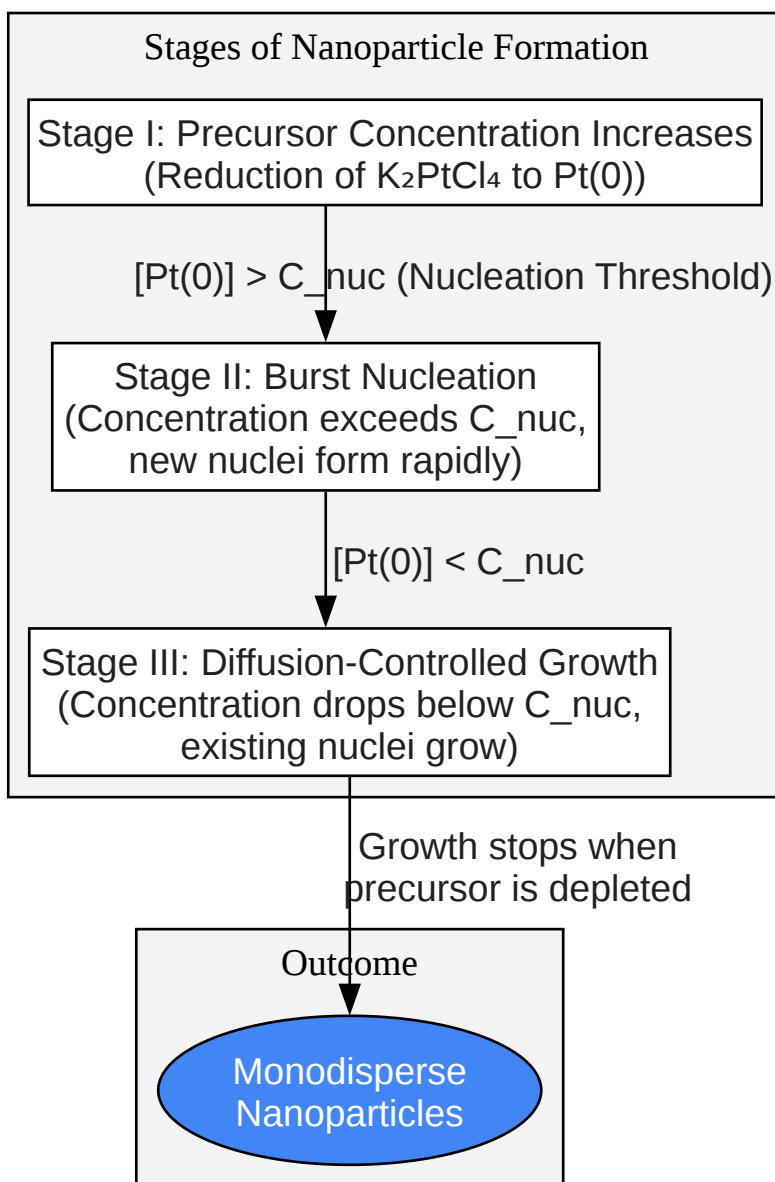 Stages of Nanoparticle Formation
Stage I: Precursor Concentration Increases
(Reduction of K₂PtCl₄ to Pt(0))
[Pt(0)] > C_nuc (Nucleation Threshold)
Stage II: Burst Nucleation
(Concentration exceeds C_nuc,
new nuclei form rapidly)
[Pt(0)] < C_nuc
Stage III: Diffusion-Controlled Growth
(Concentration drops below C_nuc,
existing nuclei grow)
Growth stops when
precursor is depleted
Outcome
Monodisperse
Nanoparticles